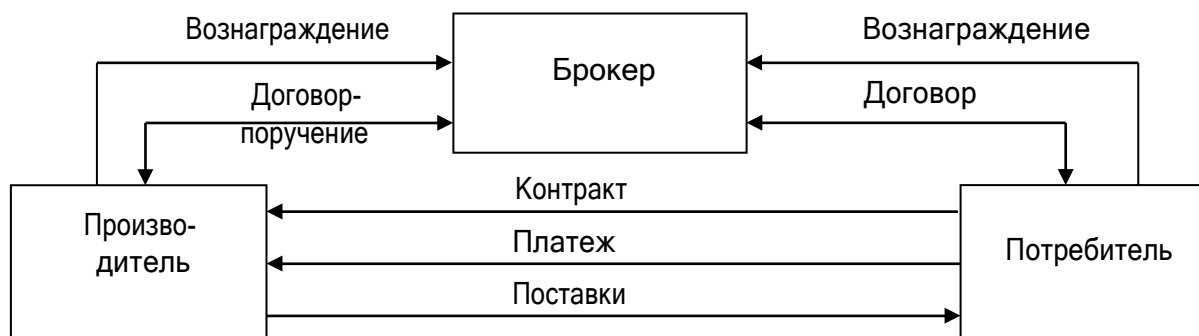 Вознаграждение
Вознаграждение
Брокер
Договор-
поручение
Договор
Контракт
Произво-
дитель
Платеж
Потребитель
Поставки